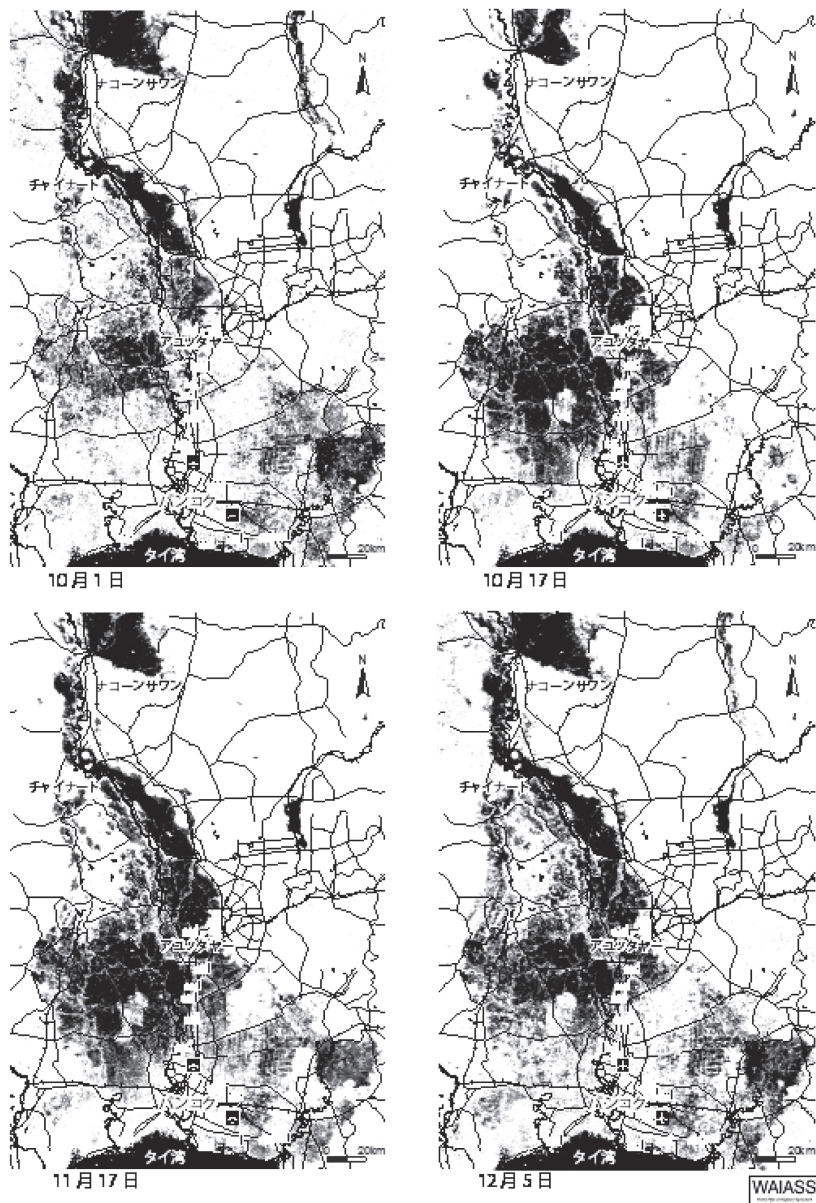 N
ナコーンサワン
チャイナート
アユッタヤー
バンコク
タイ湾
20km
10月1日
N
ナコーンサワン
チャイナート
アユッタヤー
バンコク
タイ湾
0 20km
10月17日
N
ナコーンサワン
チャイナート
アユッタヤー
バンコク
タイ湾
0 20km
11月17日
N
ナコーンサワン
チャイナート
アユッタヤー
バンコク
タイ湾
0 20km
12月5日
WAIASS